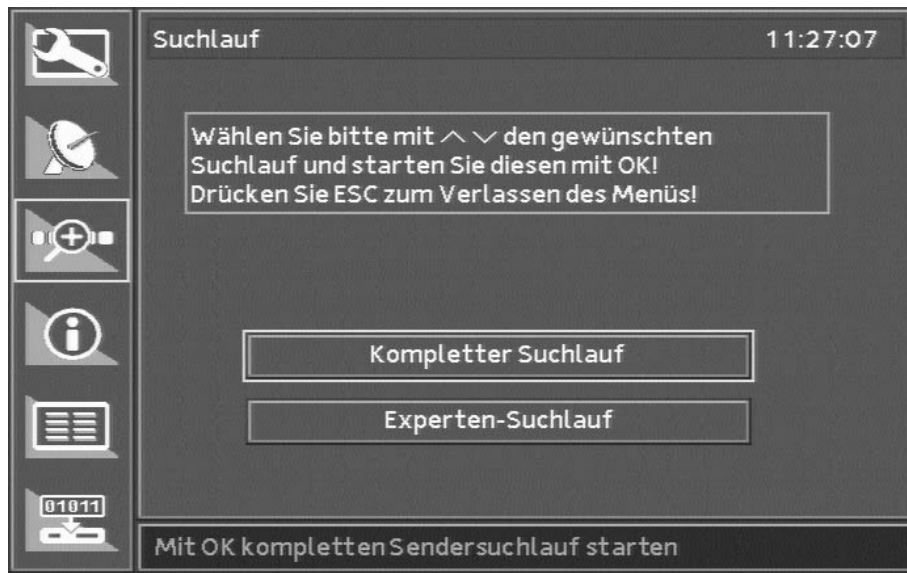 Suchlauf 11:27:07
Wählen Sie bitte mit den gewünschten
Suchlauf und starten Sie diesen mit OK!
Drücken Sie ESC zum Verlassen des Menüs!
Kompletter Suchlauf
Experten-Suchlauf
01011
Mit OK kompletten Sendersuchlauf starten